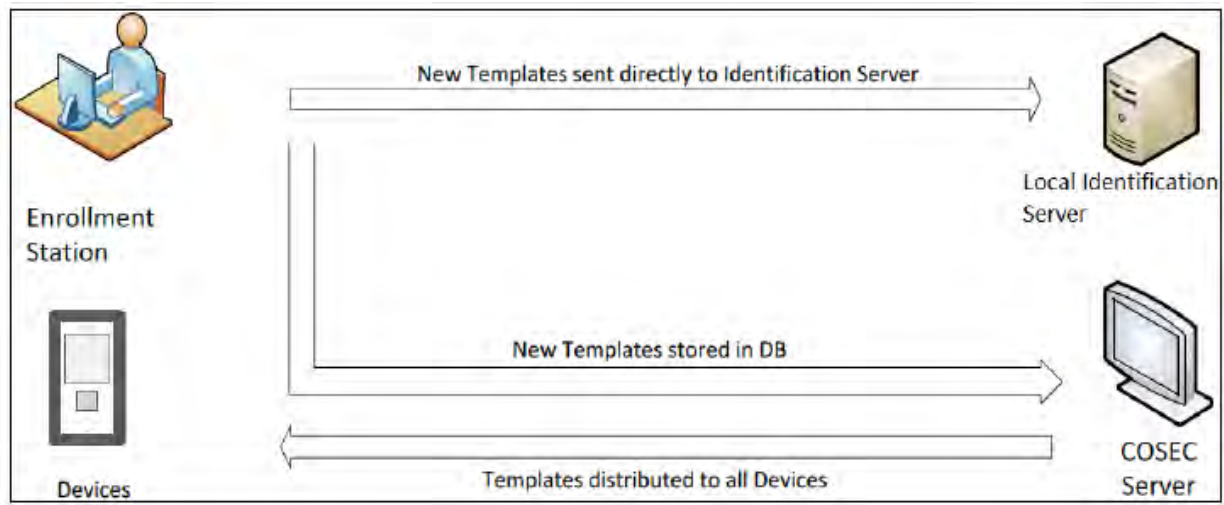 New Templates sent directly to Identification Server
Local Identification
Server
Enrollment
Station
New Templates stored in DB
Templates distributed to all Devices
Devices
COSEC
Server